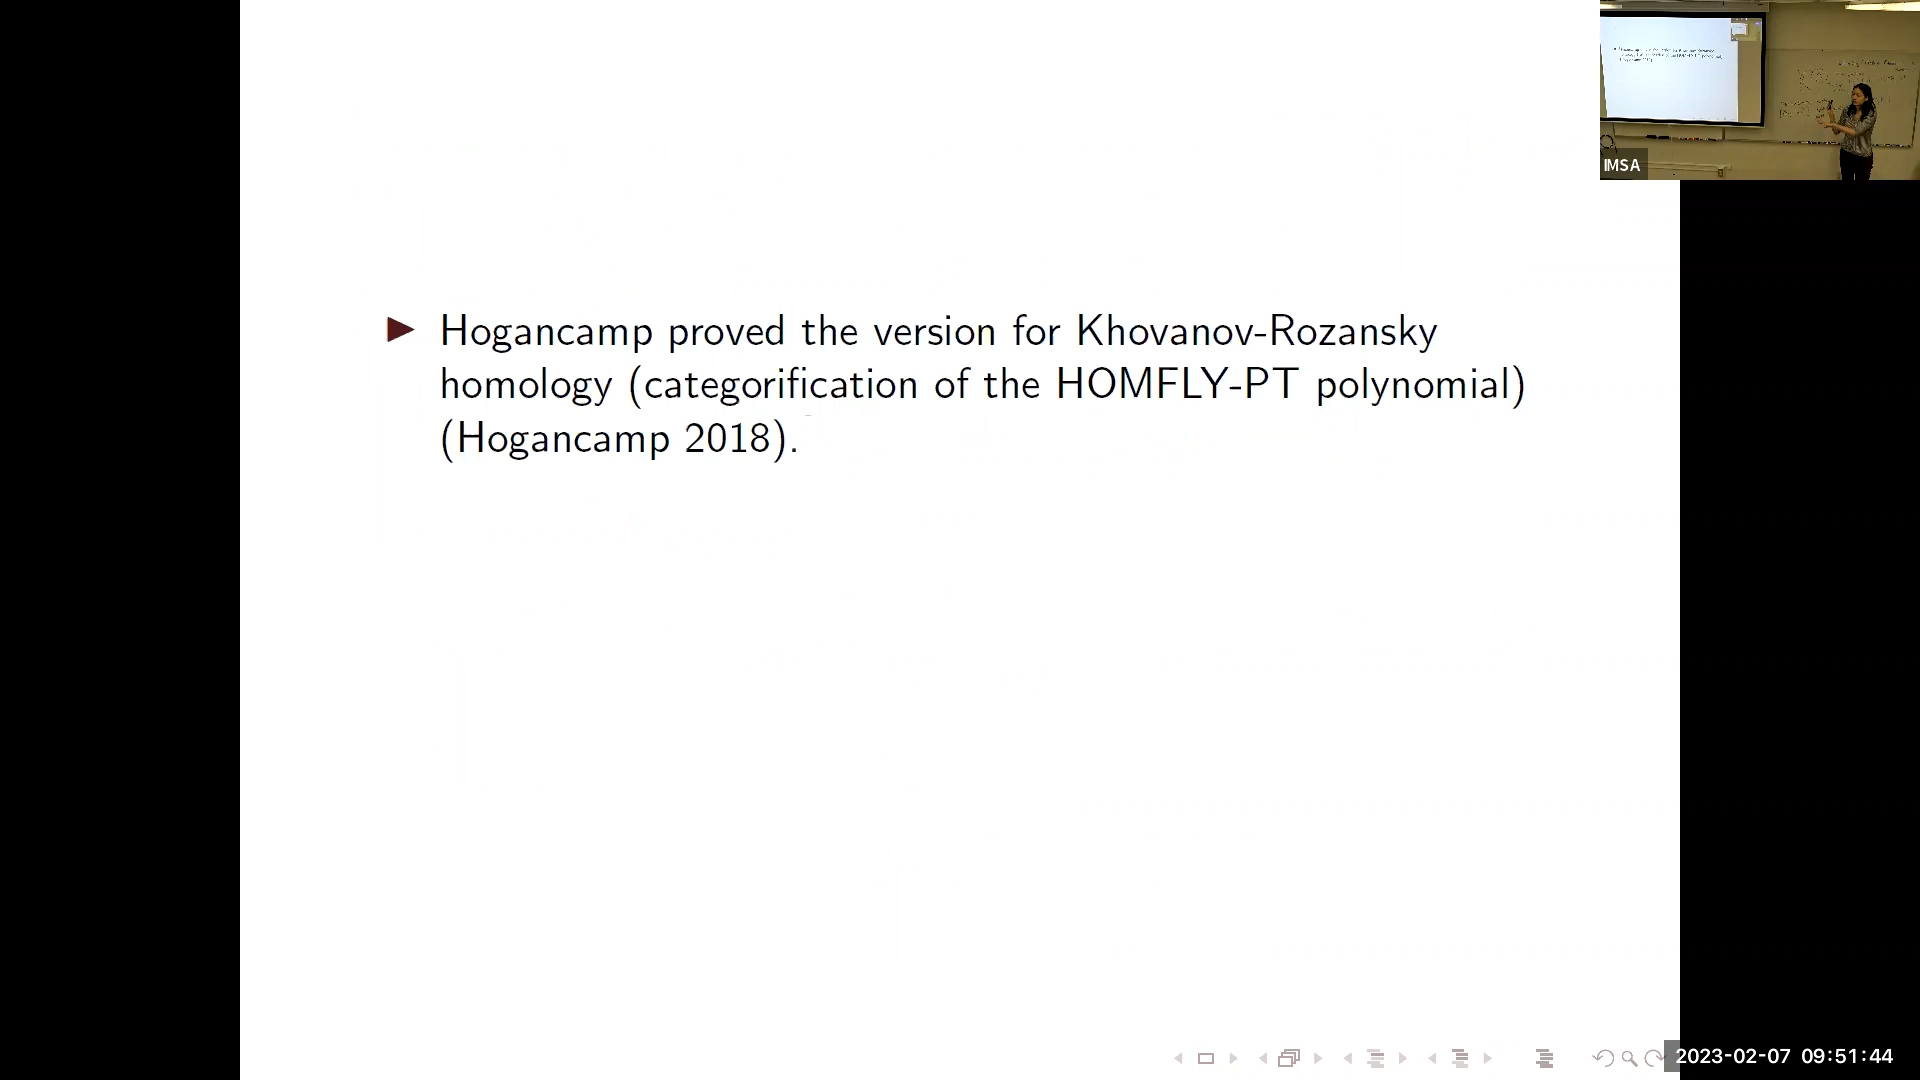 ► Hogancamp proved the version for Khovanov-Rozansky
homology (categorification of the HOMFLY-PT polynomial)
(Hogancamp 2018).
IMSA
2023-02-07 09:51:44